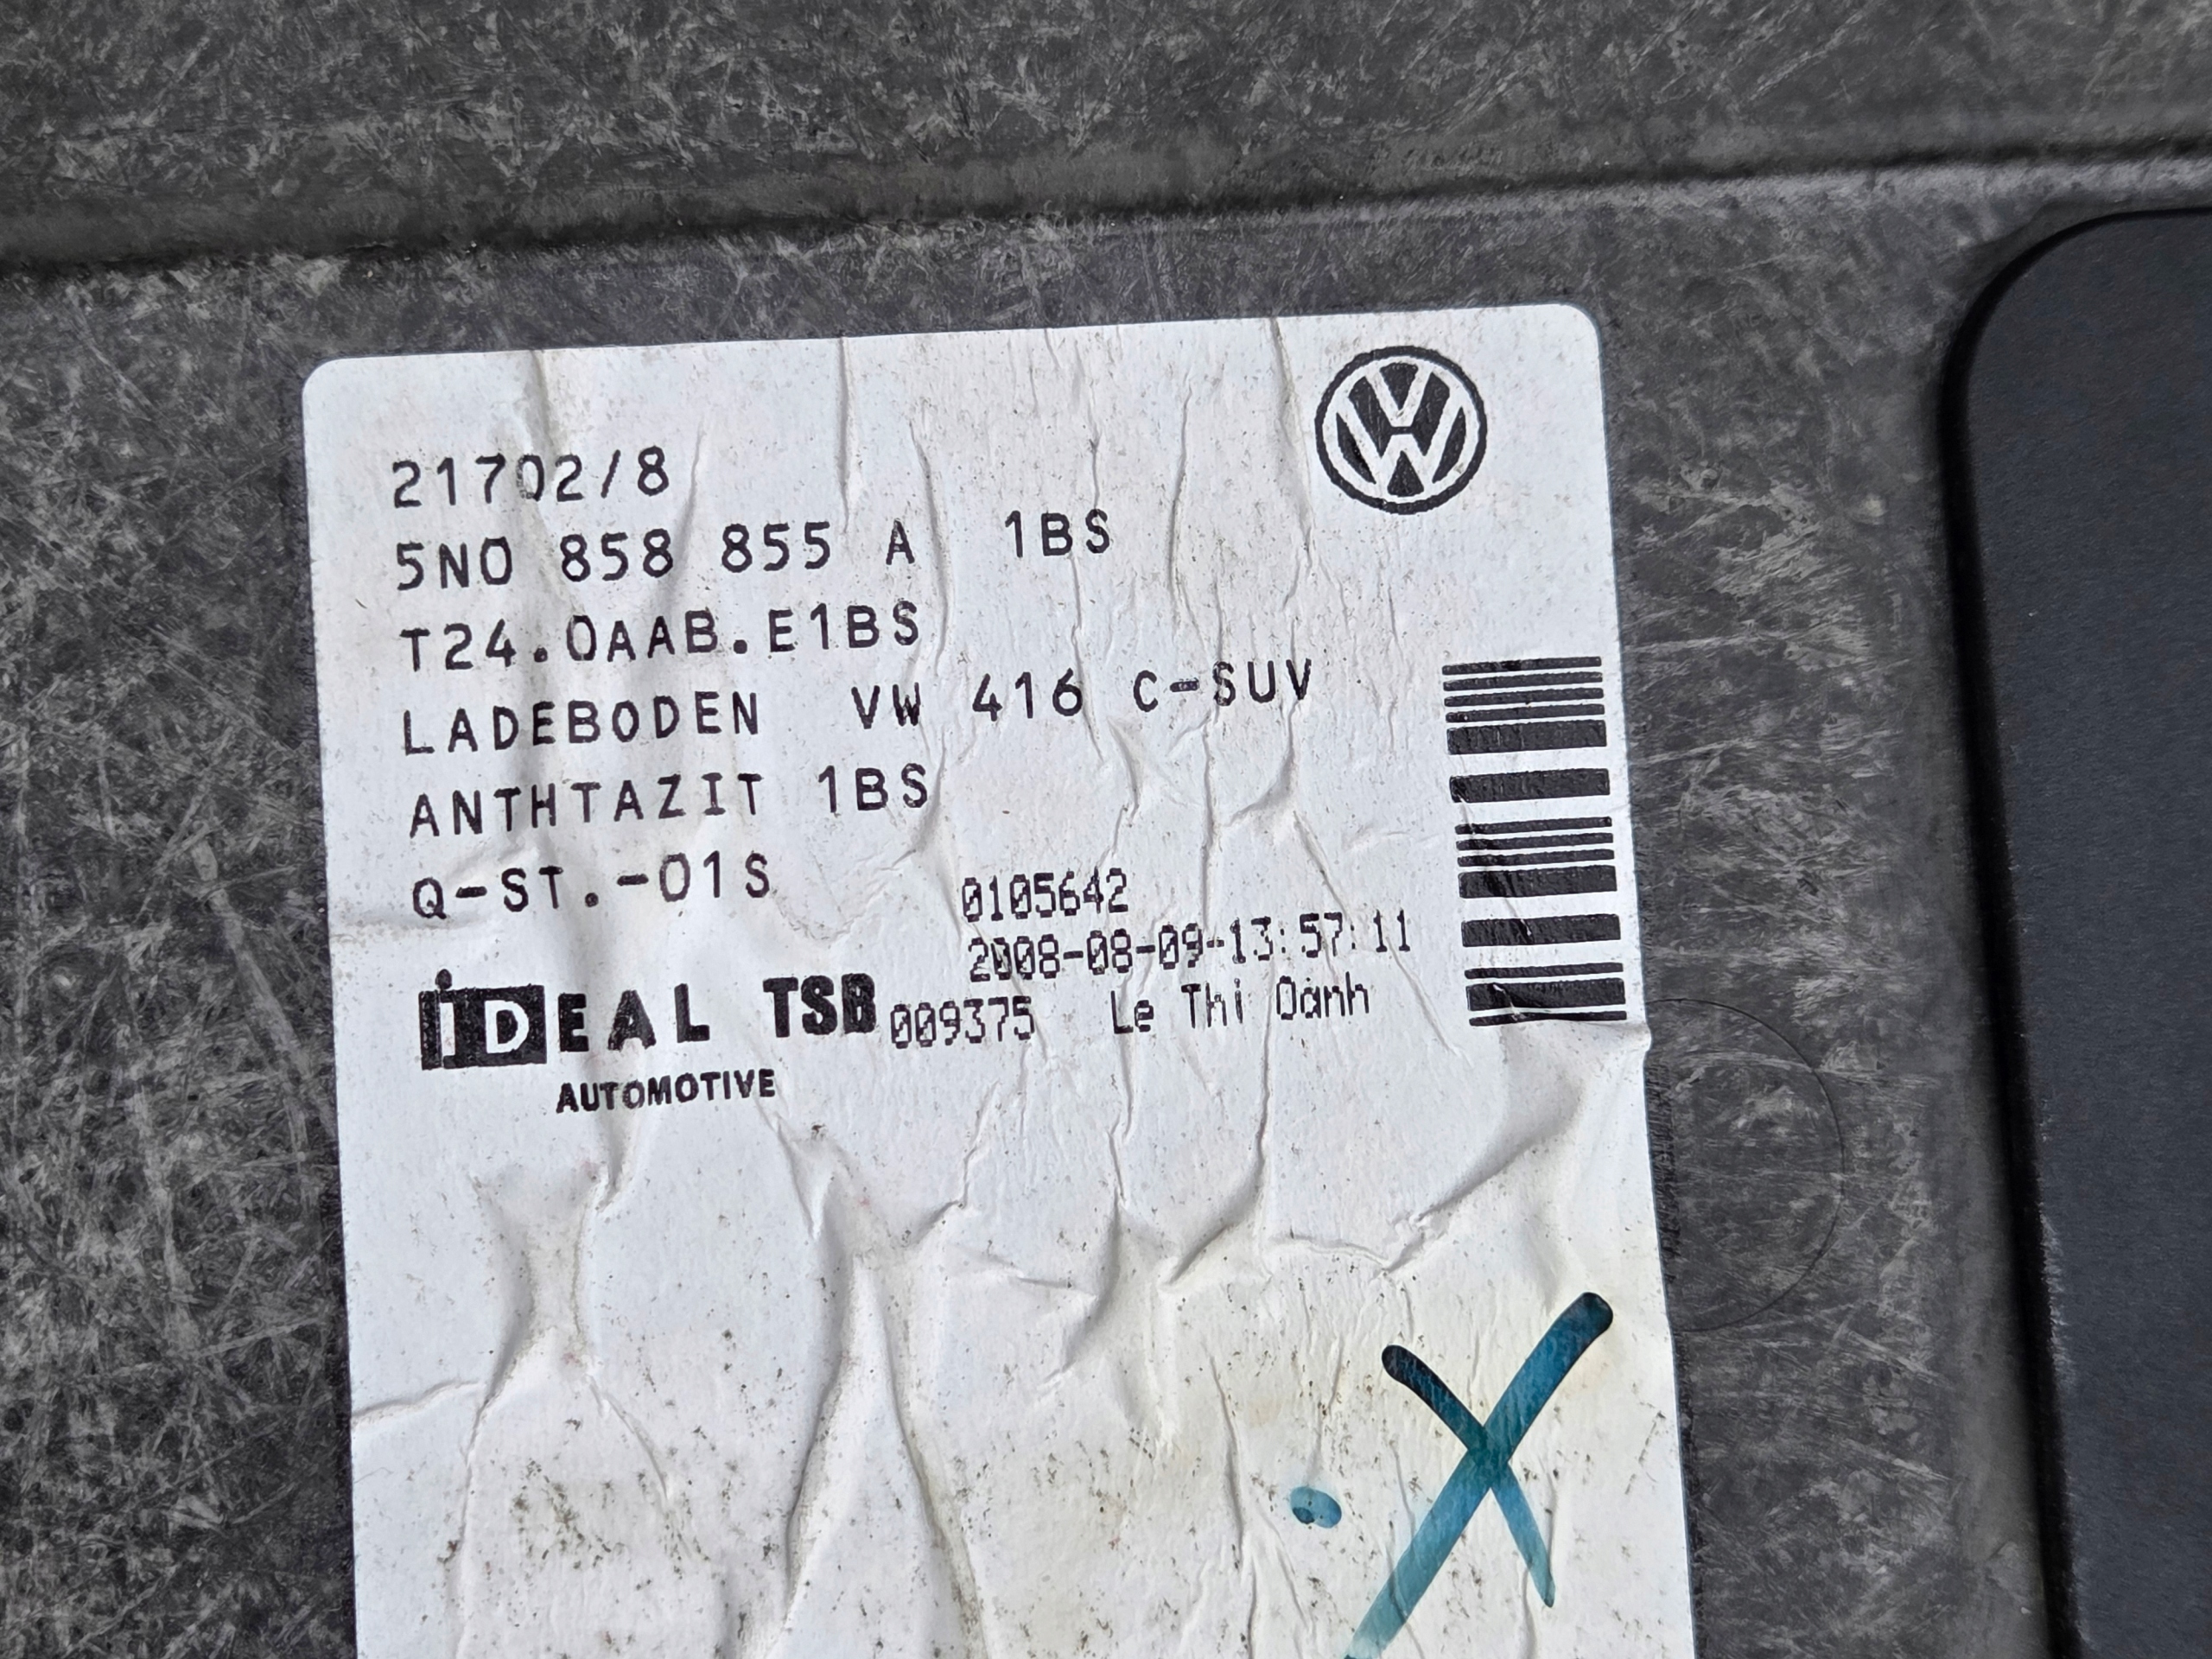 21702/8
5N0 858 855 A 1BS
T24.0AAB.E1BS
LADEBODEN VW 416 C-SUV
ANTHTAZIT 1BS
Q-ST.-01S
0105642
2008-08-09-13:57:11
iDEAL TSB 009375 Le Thi Oanh
AUTOMOTIVE
X